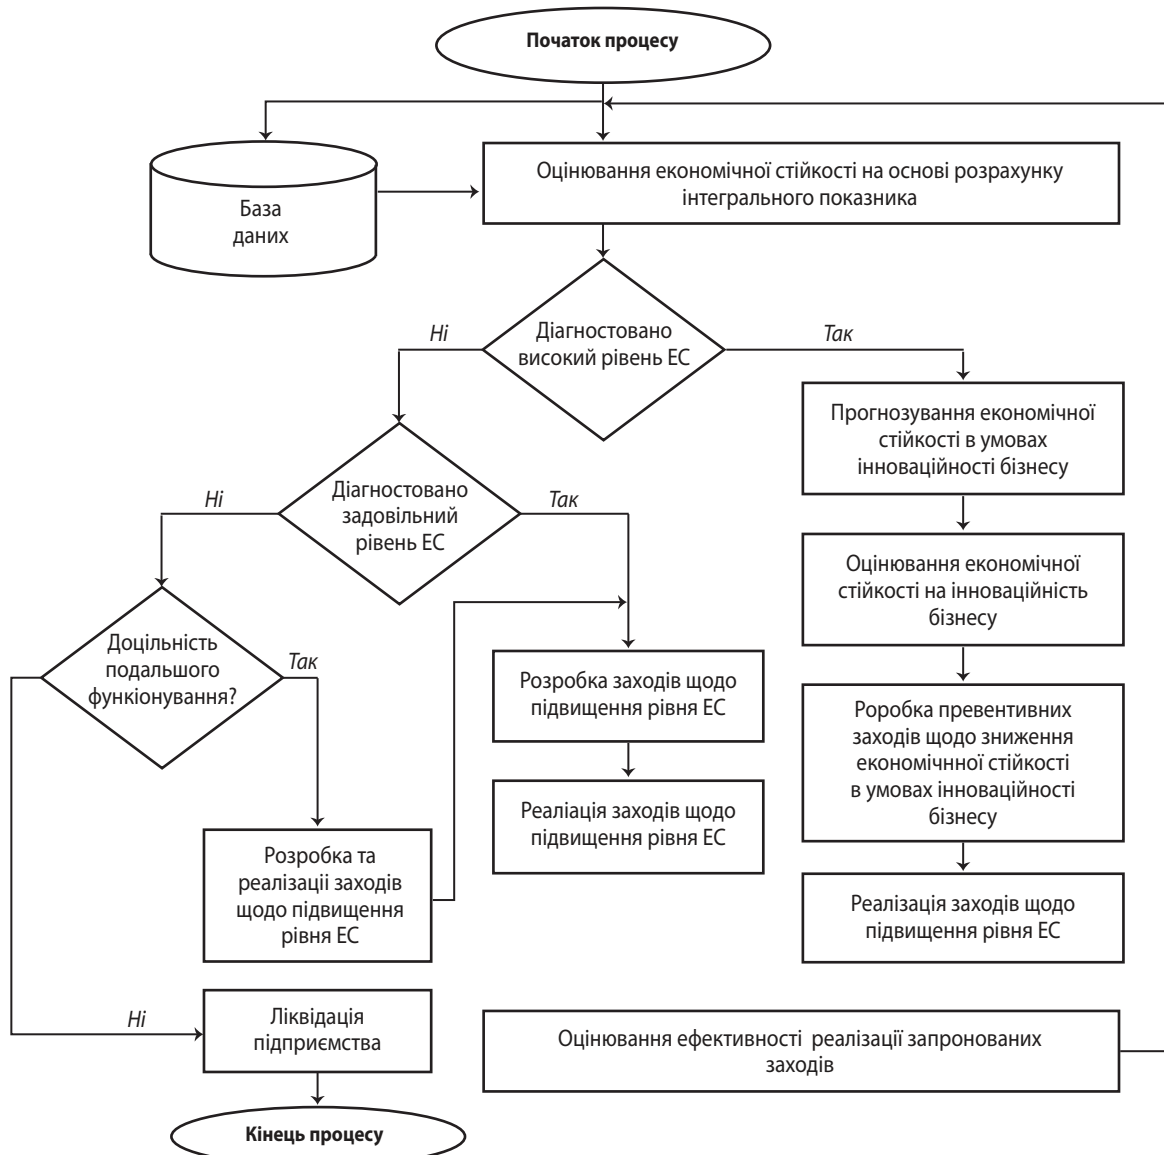 Початок процесу
Оцінювання економічної стійкості на основі розрахунку
інтегрального показника
База
даних
Діагностовано
високий рівень ЕС
Ні
Так
Прогнозування економічної
стійкості в умовах
інноваційності бізнесу
Діагностовано
задовільний
рівень ЕС
Ні
Так
Оцінювання економічної
стійкості на інноваційність
бізнесу
Доцільність
подальшого
функіонування?
Так
Розробка заходів щодо
підвищення рівня ЕС
Роробка превентивних
заходів щодо зниження
економічнної стійкості
в умовах інноваційності
бізнесу
Реаліація заходів щодо
підвищення рівня ЕС
Розробка та
реалізаціі заходів
щодо підвищення
рівня ЕС
Реалізація заходів щодо
підвищення рівня ЕС
Ні
Ліквідація
підприємства
Оцінювання ефективності реалізації запронованих
заходів
Кінець процесу